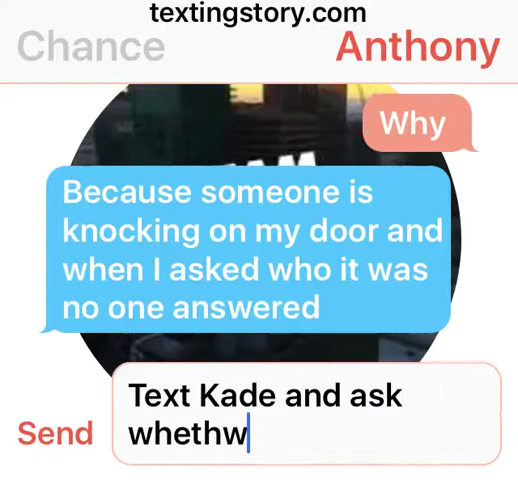 textingstory.com
Chance
Anthony
Why
Because someone is
knocking on my door and
when I asked who it was
no one answered
Text Kade and ask
whethw
Send